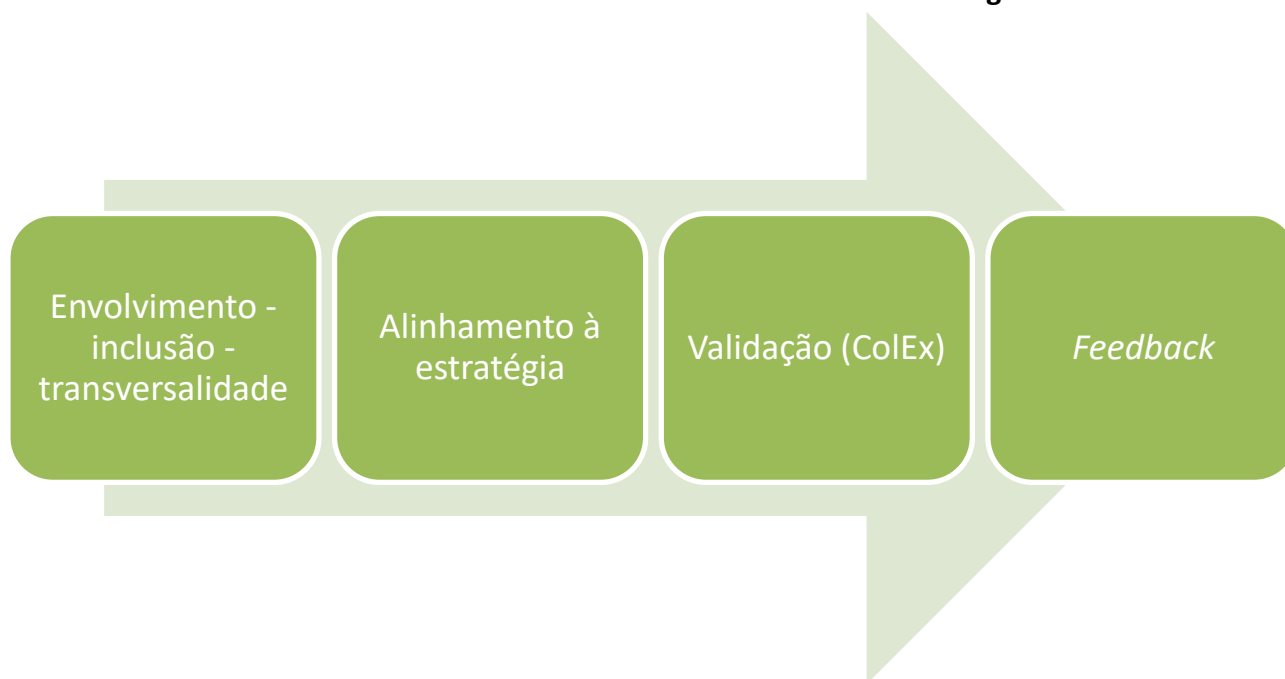 Envolvimento -
inclusão -
transversalidade
Alinhamento à
estratégia
Validação (ColEx)
Feedback